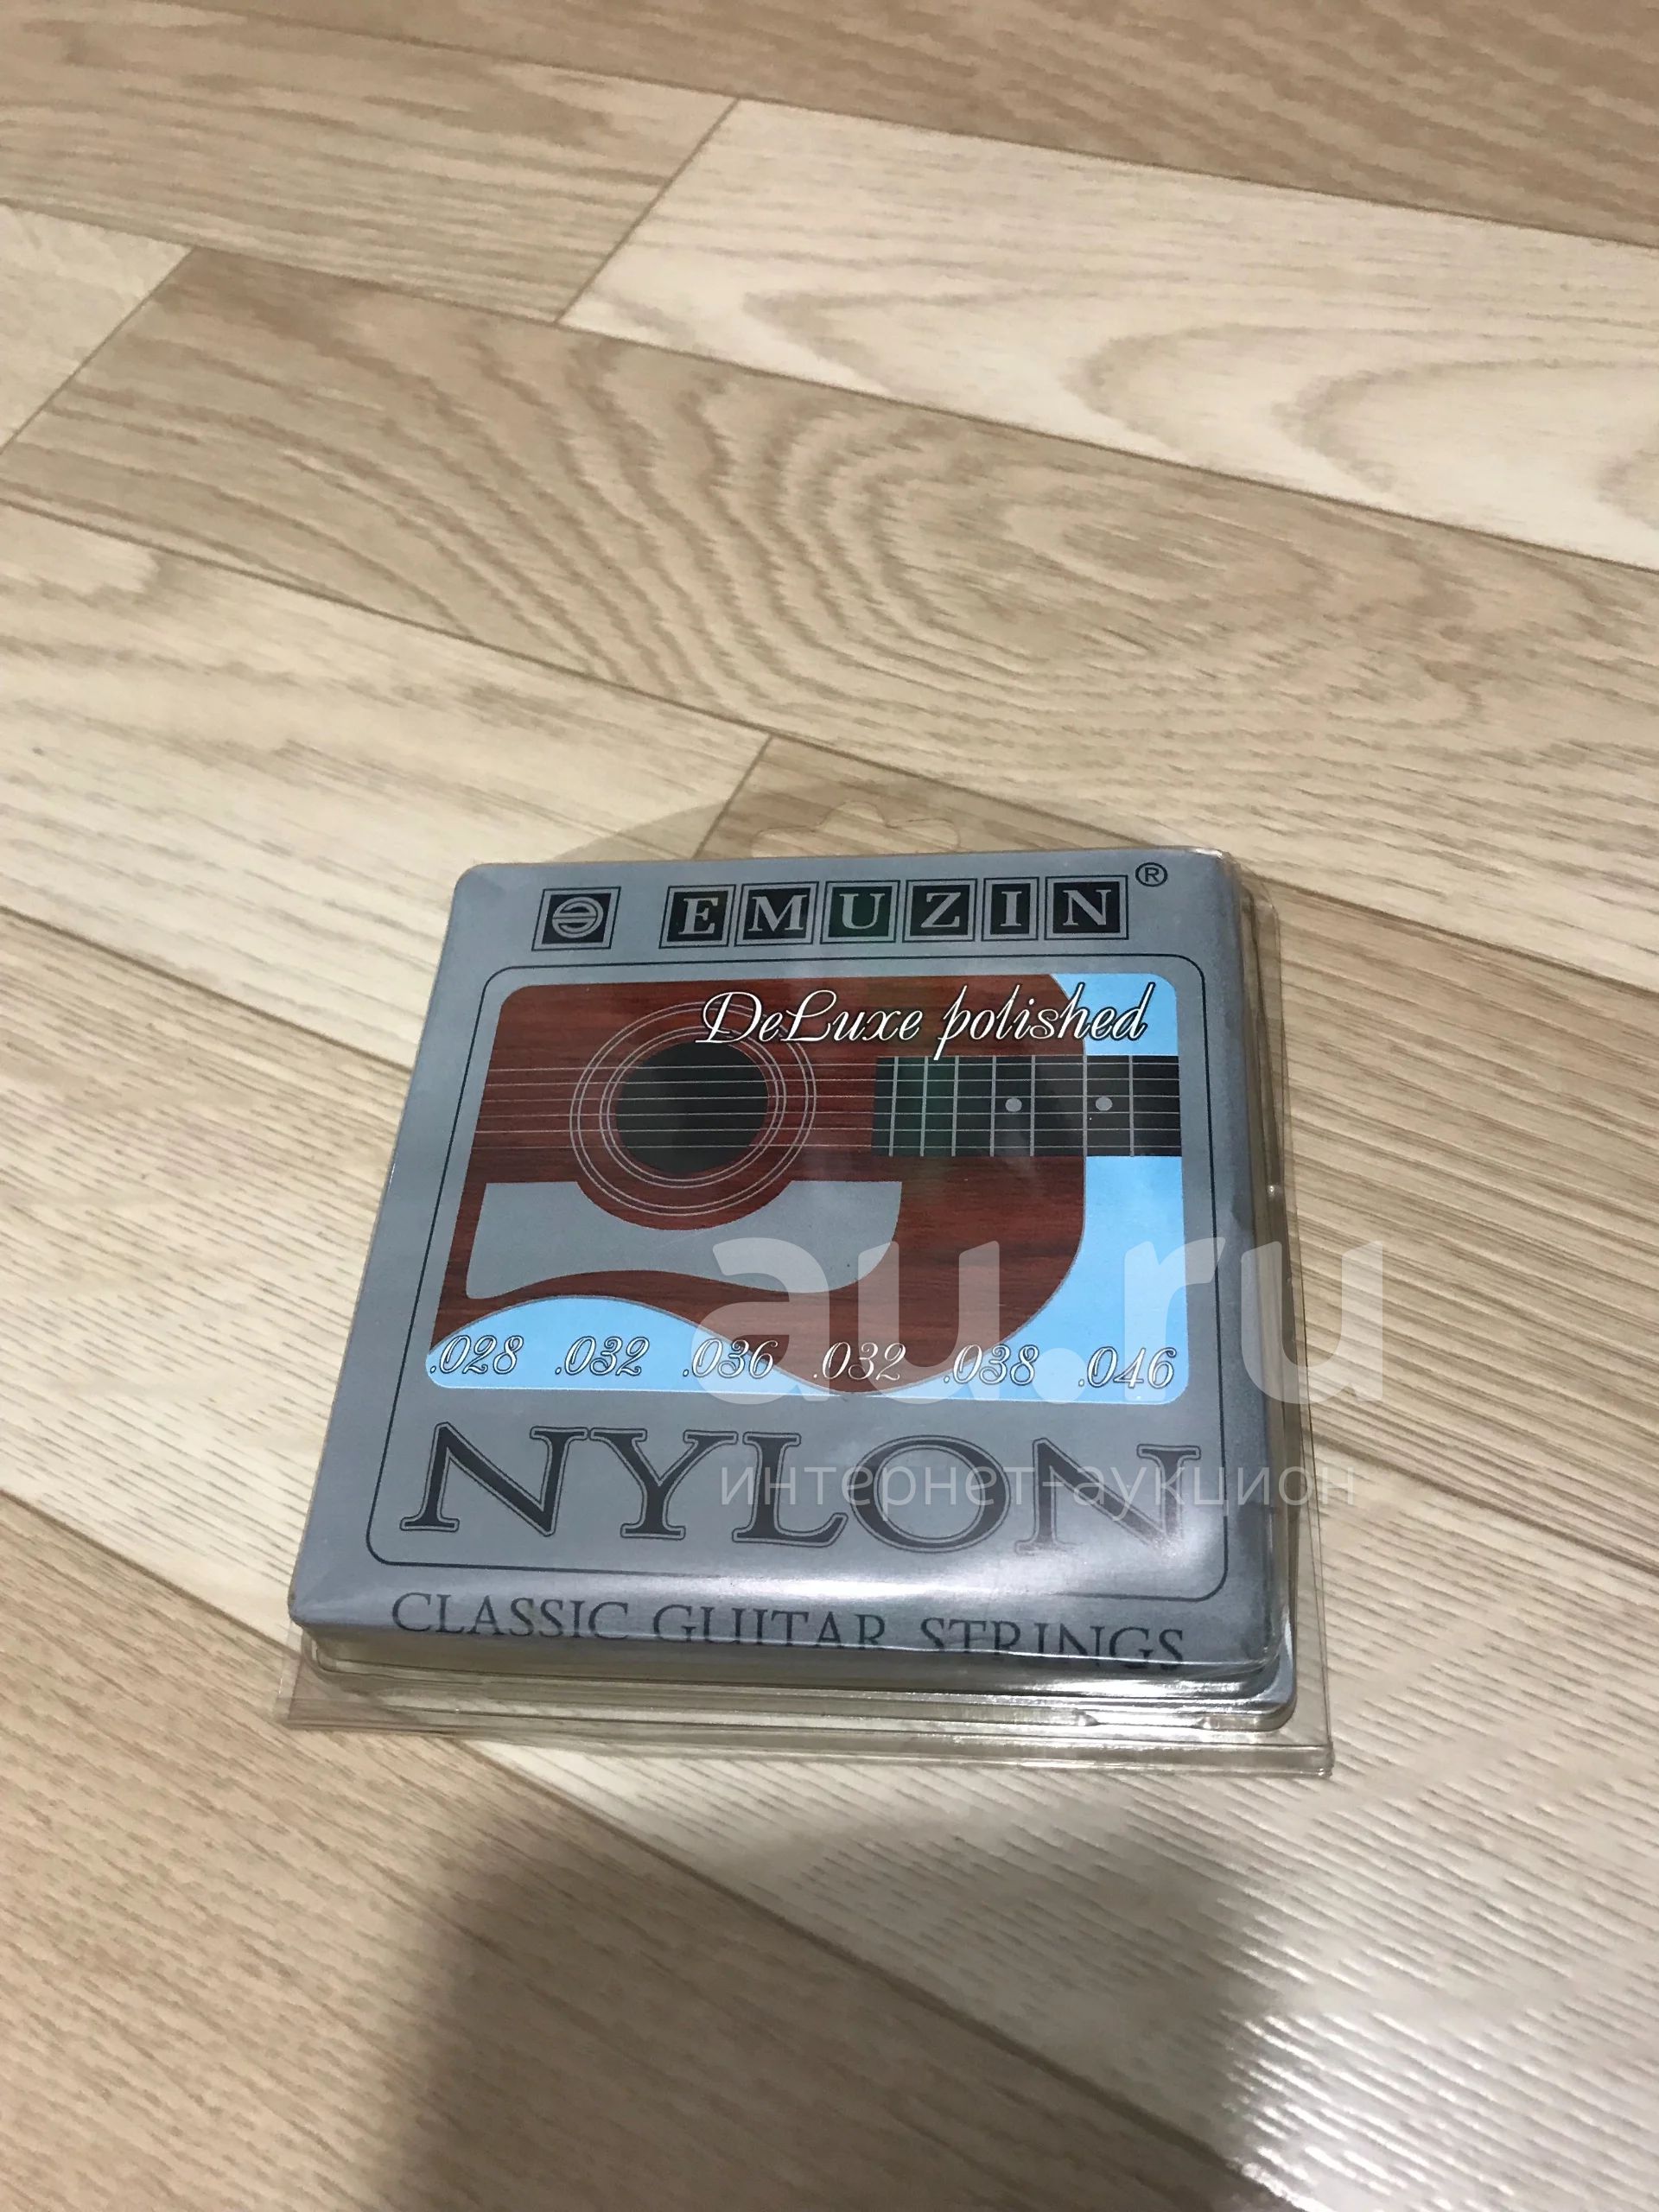 Э EMUZIN®
DeLuxe polished
.028 .032 .036 .032 .038 .046
au.ru
NYLON
интернет-аукцион
CLASSIC GUITAR STRINGS